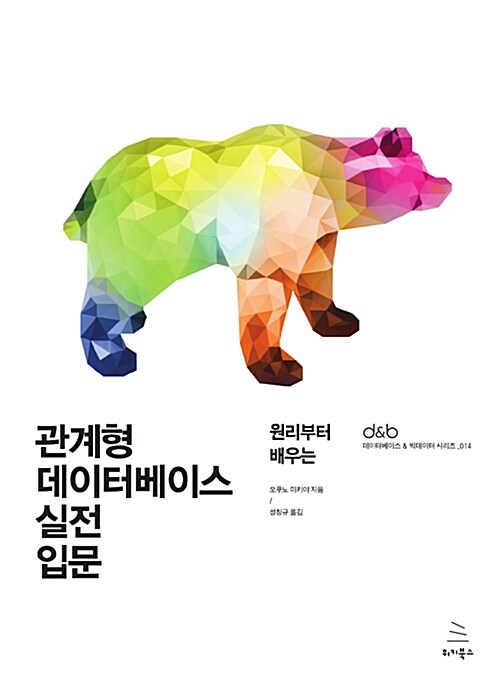 관계형
데이터베이스
실전
입문
원리부터
배우는
오쿠노 미키야 지음
/
성창규 옮김
d&b
데이터베이스 & 빅데이터 시리즈 _014
위키북스